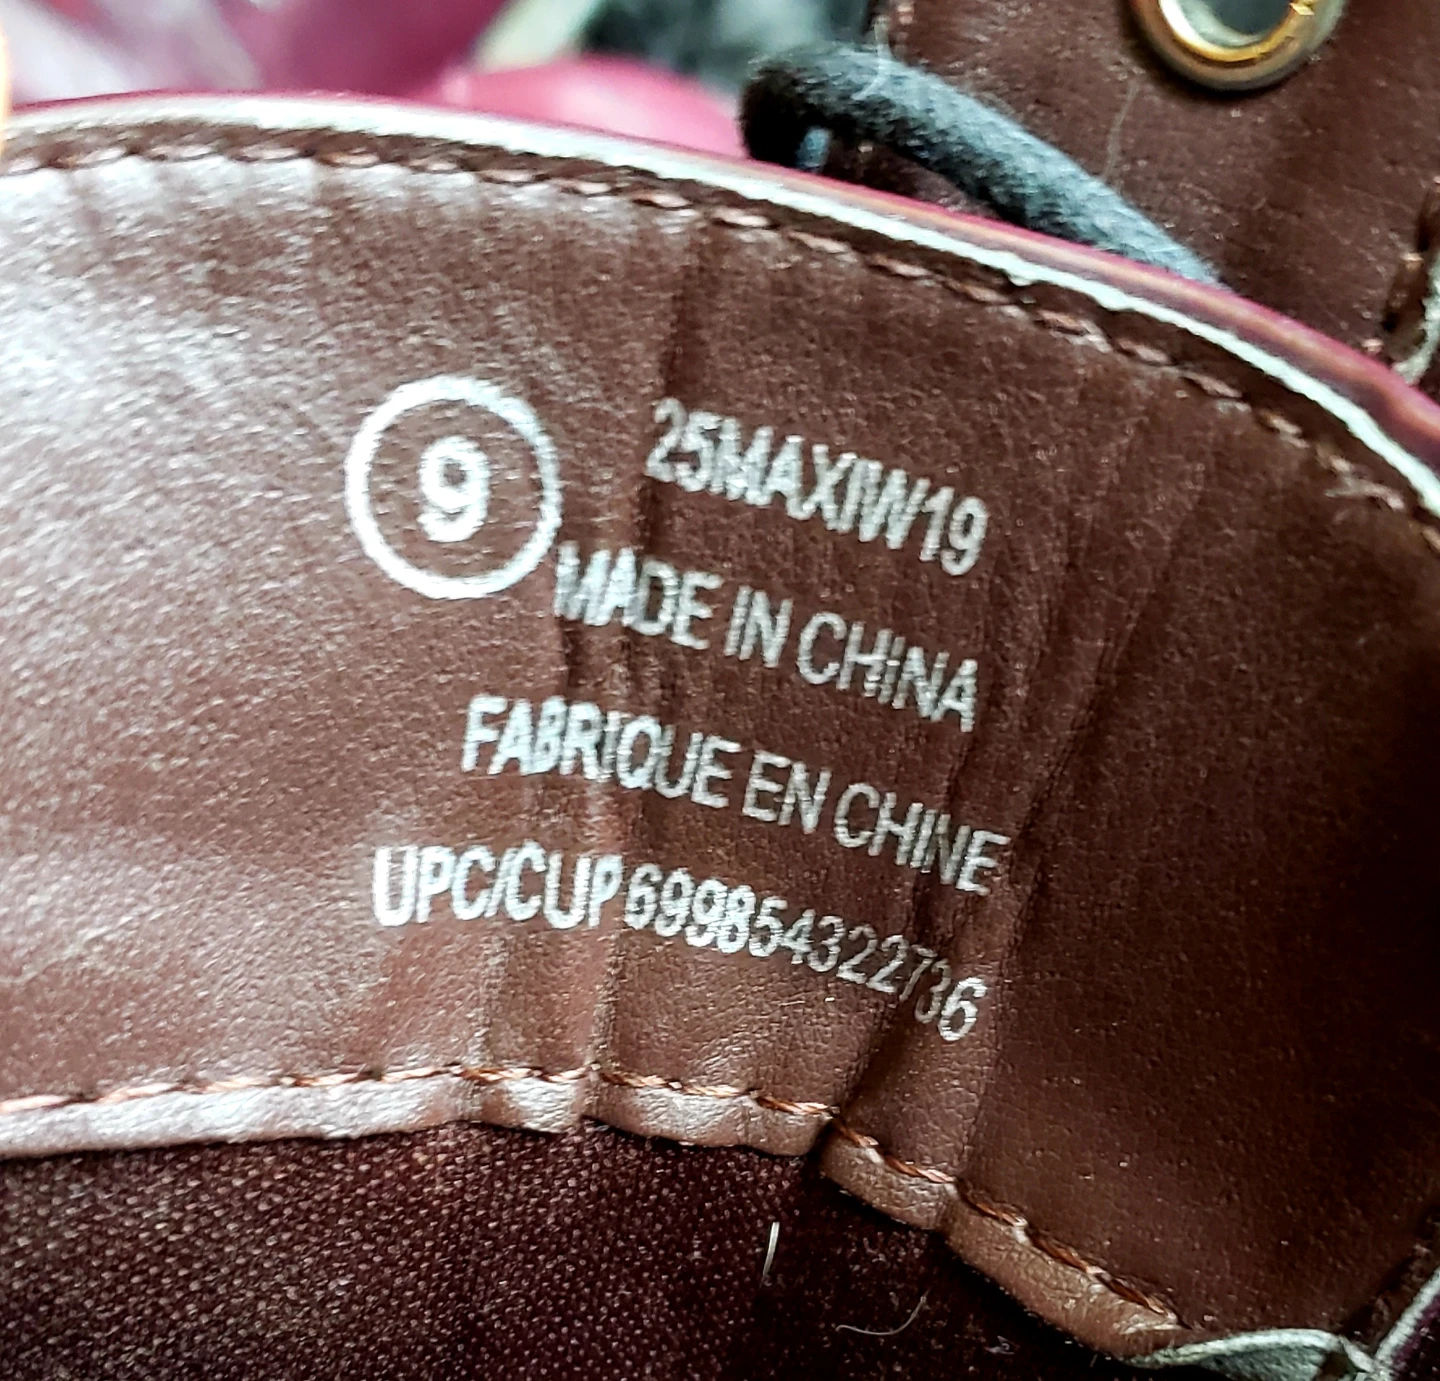 9
25MAXIW19
MADE IN CHINA
FABRIQUE EN CHINE
UPC/CUP 699854322736